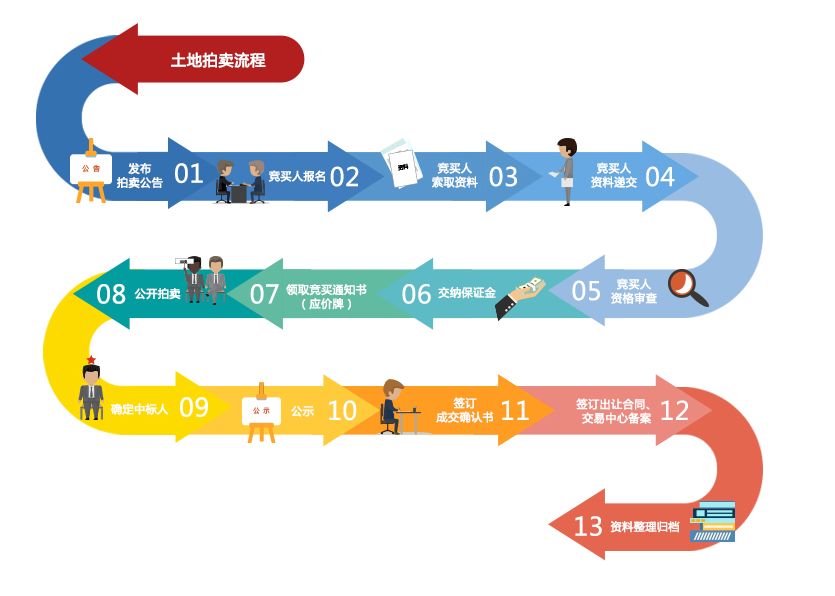 土地拍卖流程
公 告
发布
拍卖公告
01
竞买人报名
02
资料
竞买人
索取资料
03
竞买人
资料递交
04
竞买人
资格审查
05
交纳保证金
06
领取竞买通知书
（应价牌）
07
公开拍卖
08
确定中标人
09
公 示
公示
10
签订
成交确认书
11
签订出让合同、
交易中心备案
12
资料整理归档
13